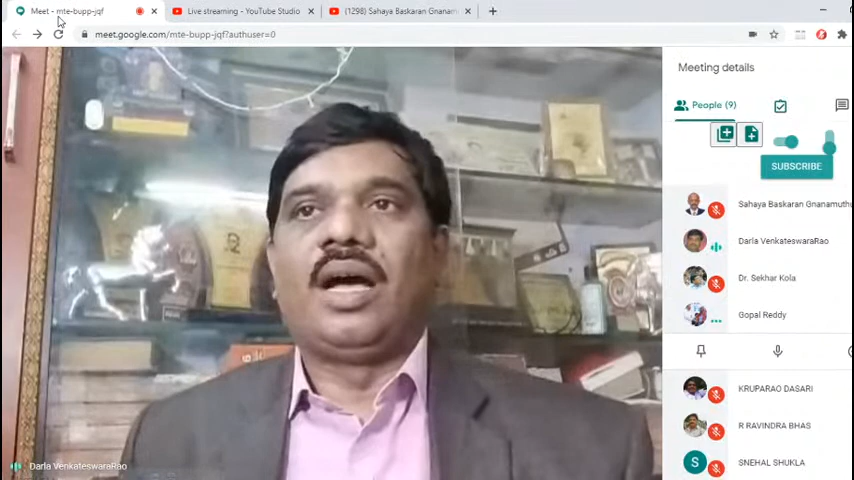 Meet - mte-bupp-jqf
Live streaming - YouTube Studio
(1298) Sahaya Baskaran Gnanam
meet.google.com/mte-bupp-jqf?authuser=0
Meeting details
People (9)
SUBSCRIBE
Sahaya Baskaran Gnanamuthu
Darla VenkateswaraRao
Dr. Sekhar Kola
Gopal Reddy
KRUPARAO DASARI
R RAVINDRA BHAS
S SNEHAL SHUKLA
Darla VenkateswaraRao